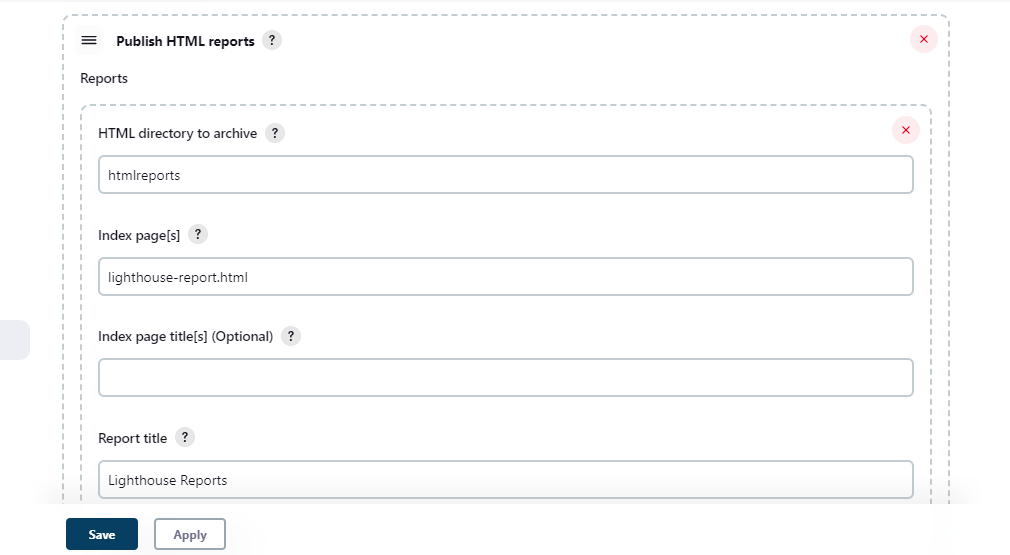 Publish HTML reports ?
Reports
HTML directory to archive ?
htmlreports
Index page[s] ?
lighthouse-report.html
Index page title[s] (Optional) ?
Report title ?
Lighthouse Reports
Save Apply